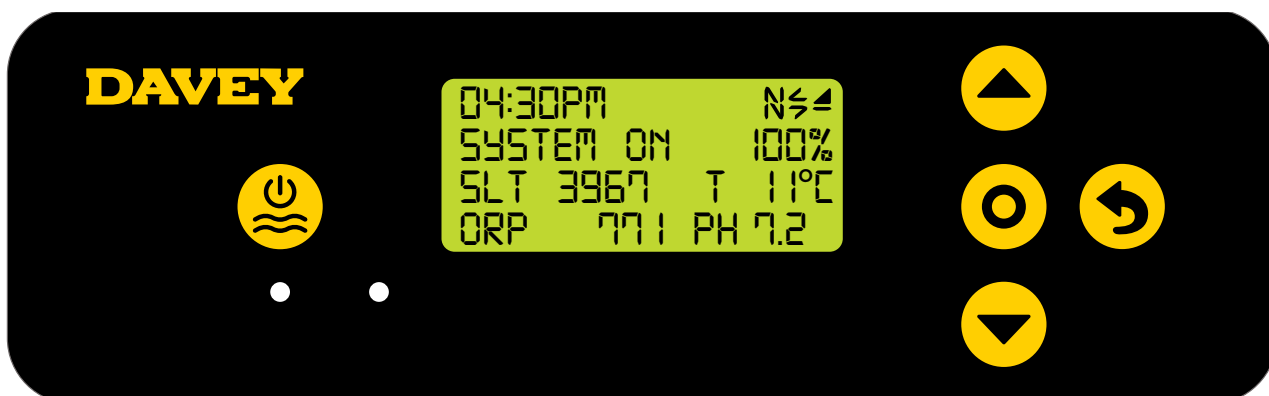 DAVEY
04:30PM N
SYSTEM ON 100%
SLT 3967 T 11°C
ORP 771 PH 7.2